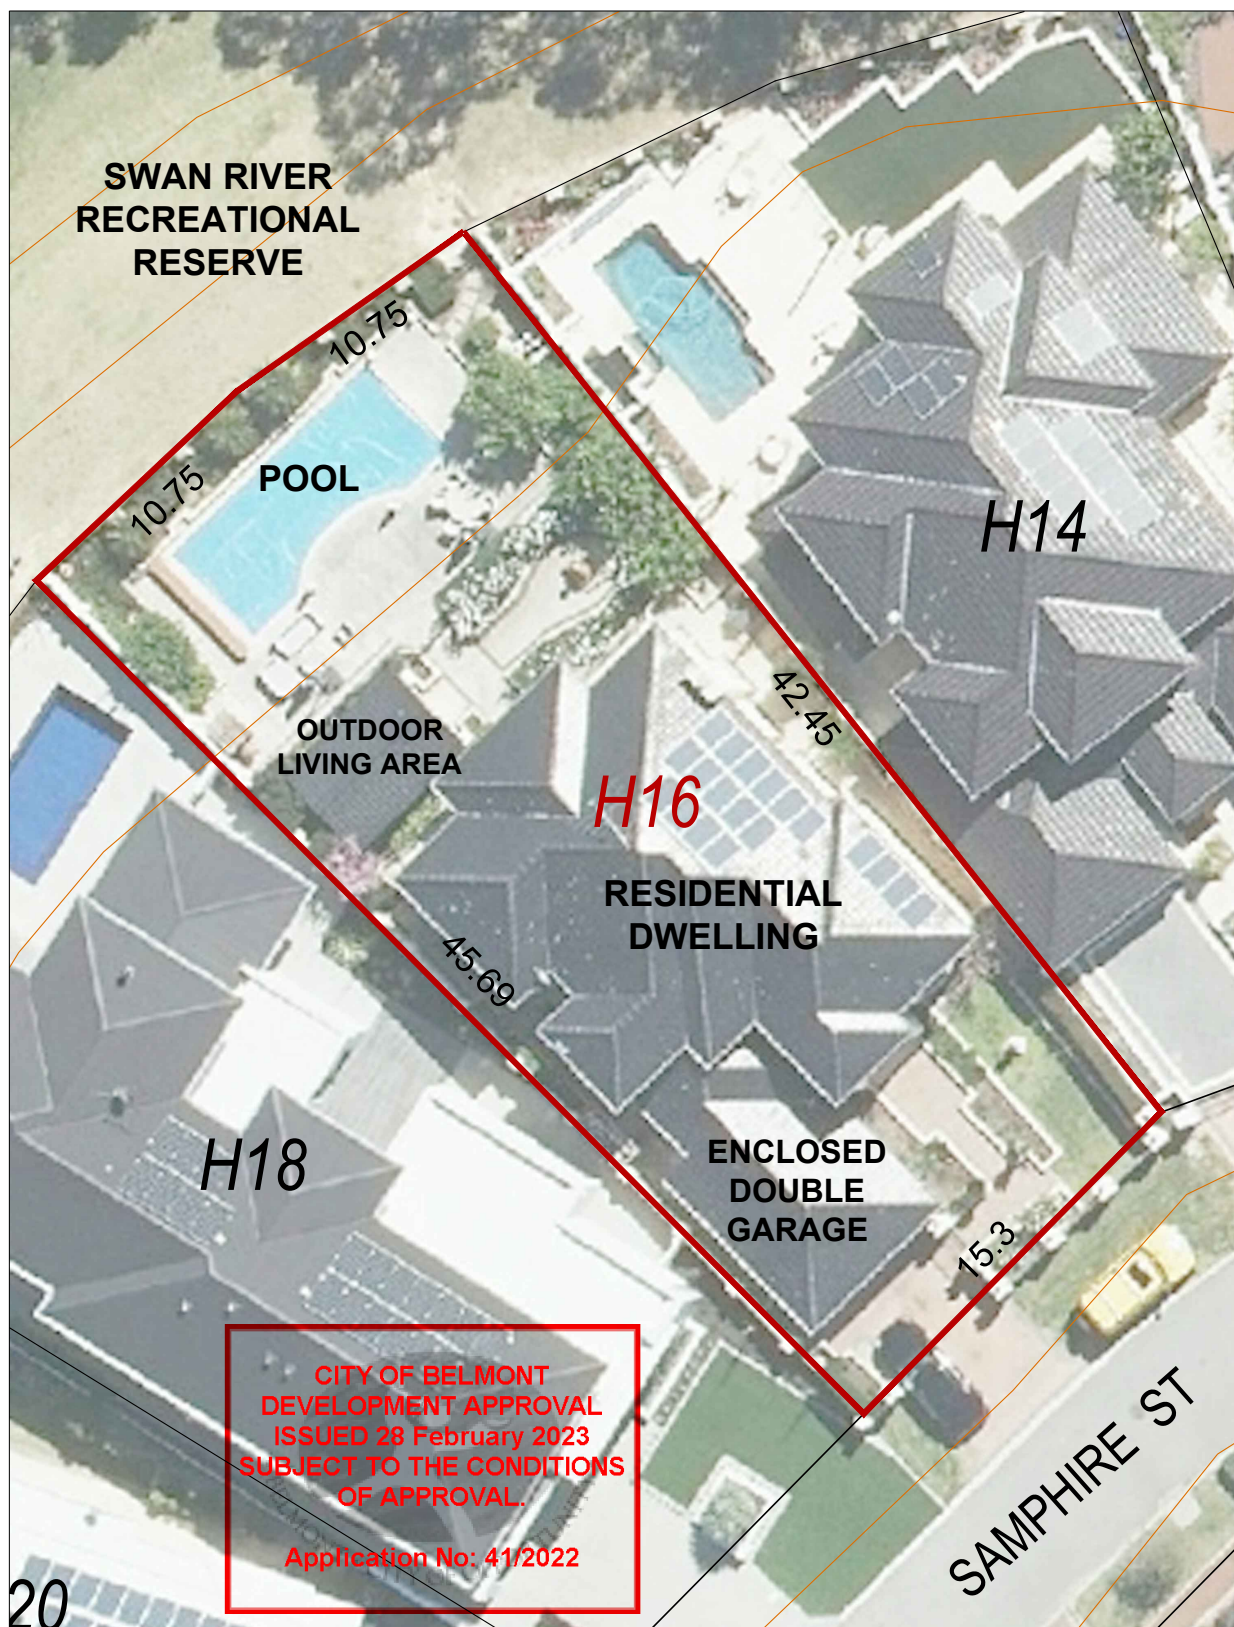 SWAN RIVER
RECREATIONAL
RESERVE
10.75
10.75
POOL
H14
42.45
OUTDOOR
LIVING AREA
H16
RESIDENTIAL
DWELLING
45.69
H18
ENCLOSED
DOUBLE
GARAGE
15.3
SAMPHIRE ST
CITY OF BELMONT
DEVELOPMENT APPROVAL
ISSUED 28 February 2023
SUBJECT TO THE CONDITIONS
OF APPROVAL.
Application No: 41/2022
20